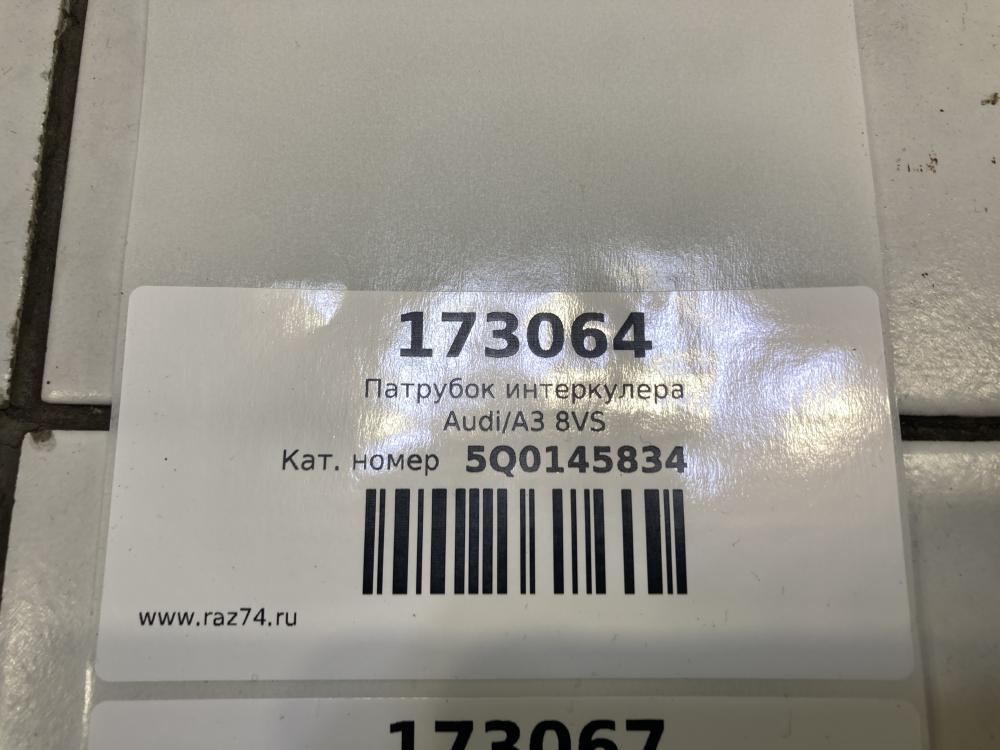 173064
Патрубок интеркулера
Audi/A3 8VS
Кат. номер 5Q0145834
www.raz74.ru
173067